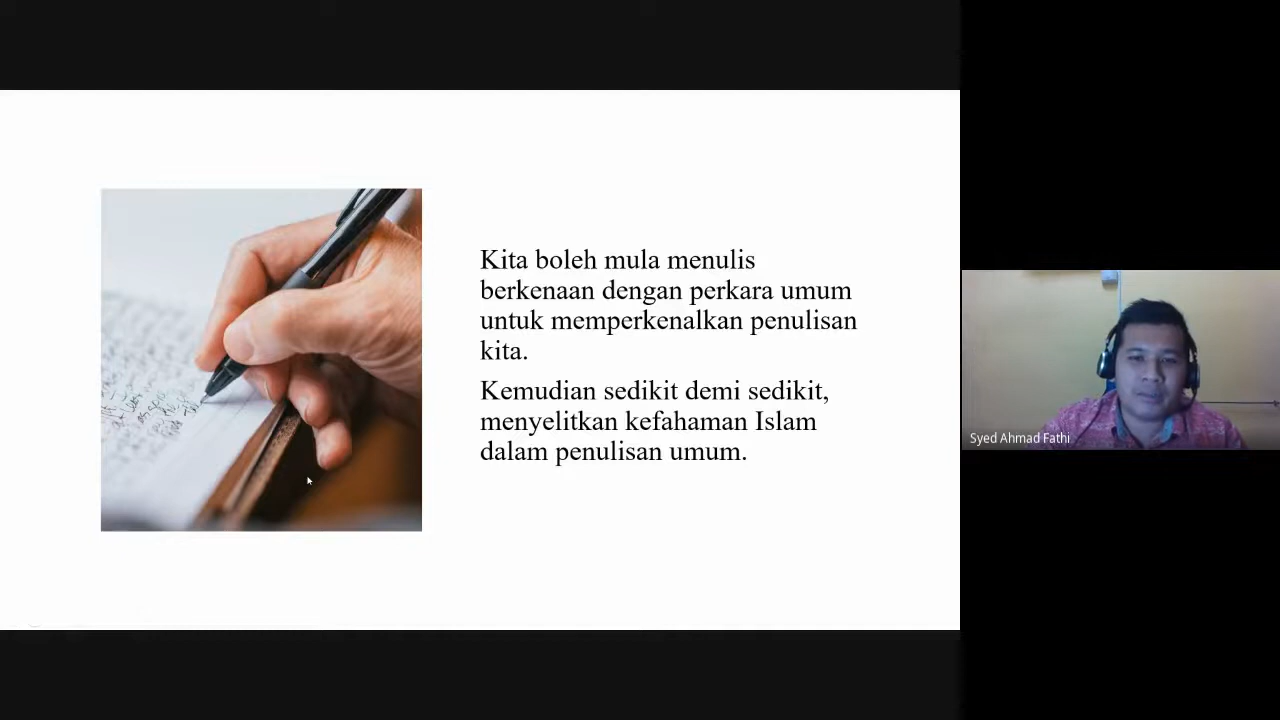 Kita boleh mula menulis
berkenaan dengan perkara umum
untuk memperkenalkan penulisan
kita.
Kemudian sedikit demi sedikit,
menyelitkan kefahaman Islam
dalam penulisan umum.
Syed Ahmad Fathi